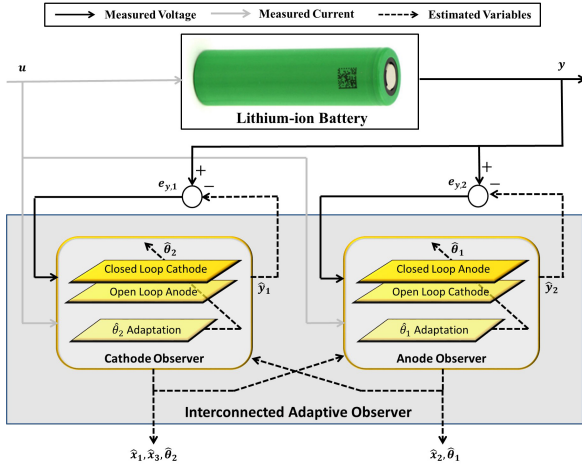 Measured Voltage Measured Current Estimated Variables
u y
Lithium-ion Battery
+ +
e_{y,1} − e_{y,2} −
θ̂_2 θ̂_1
Closed Loop Cathode Closed Loop Anode
Open Loop Anode ŷ_1 Open Loop Cathode ŷ_2
θ̂_2 Adaptation θ̂_1 Adaptation
Cathode Observer Anode Observer
Interconnected Adaptive Observer
x̂_1, x̂_3, θ̂_2 x̂_2, θ̂_1